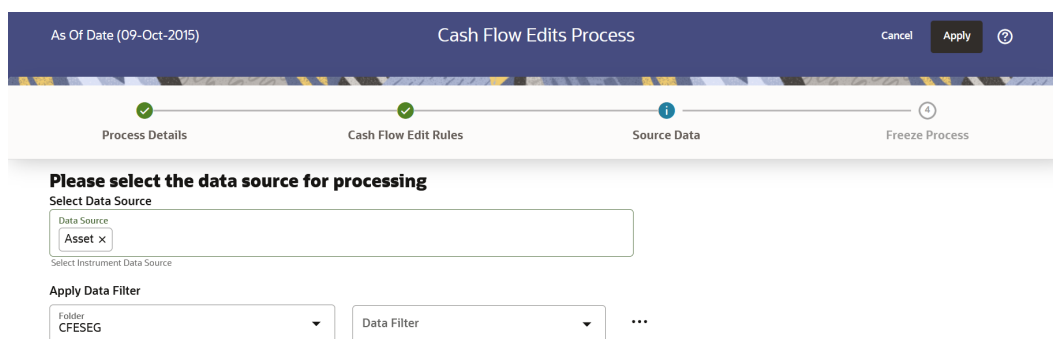 As Of Date (09-Oct-2015) Cash Flow Edits Process Cancel Apply ?
i 4
Process Details Cash Flow Edit Rules Source Data Freeze Process
Please select the data source for processing
Select Data Source
Data Source
Asset ×
Select Instrument Data Source
Apply Data Filter
Folder
CFESEG Data Filter ...